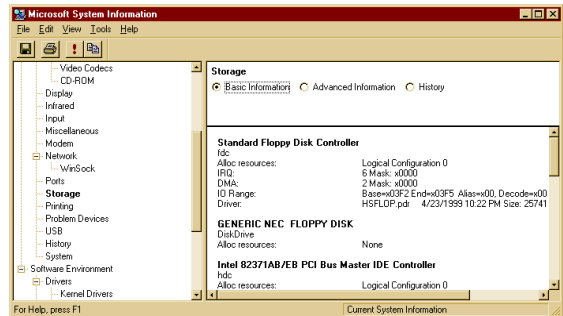 Microsoft System Information
File Edit View Tools Help
Video Codecs
CD-ROM
Display
Infrared
Input
Miscellaneous
Modem
Network
WinSock
Ports
Storage
Printing
Problem Devices
USB
History
System
Software Environment
Drivers
Kernel Drivers
Storage
Basic Information Advanced Information History
Standard Floppy Disk Controller
fdc
Alloc resources: Logical Configuration 0
IRQ: 6 Mask: x0000
DMA: 2 Mask: x0000
IO Range: Base=x03F2 End=x03F5 Alias=x00, Decode=x00
Driver: HSFLOP.pdr 4/23/1999 10:22 PM Size: 25741
GENERIC NEC FLOPPY DISK
DiskDrive
Alloc resources: None
Intel 82371AB/EB PCI Bus Master IDE Controller
hdc
Alloc resources: Logical Configuration 0
For Help, press F1
Current System Information